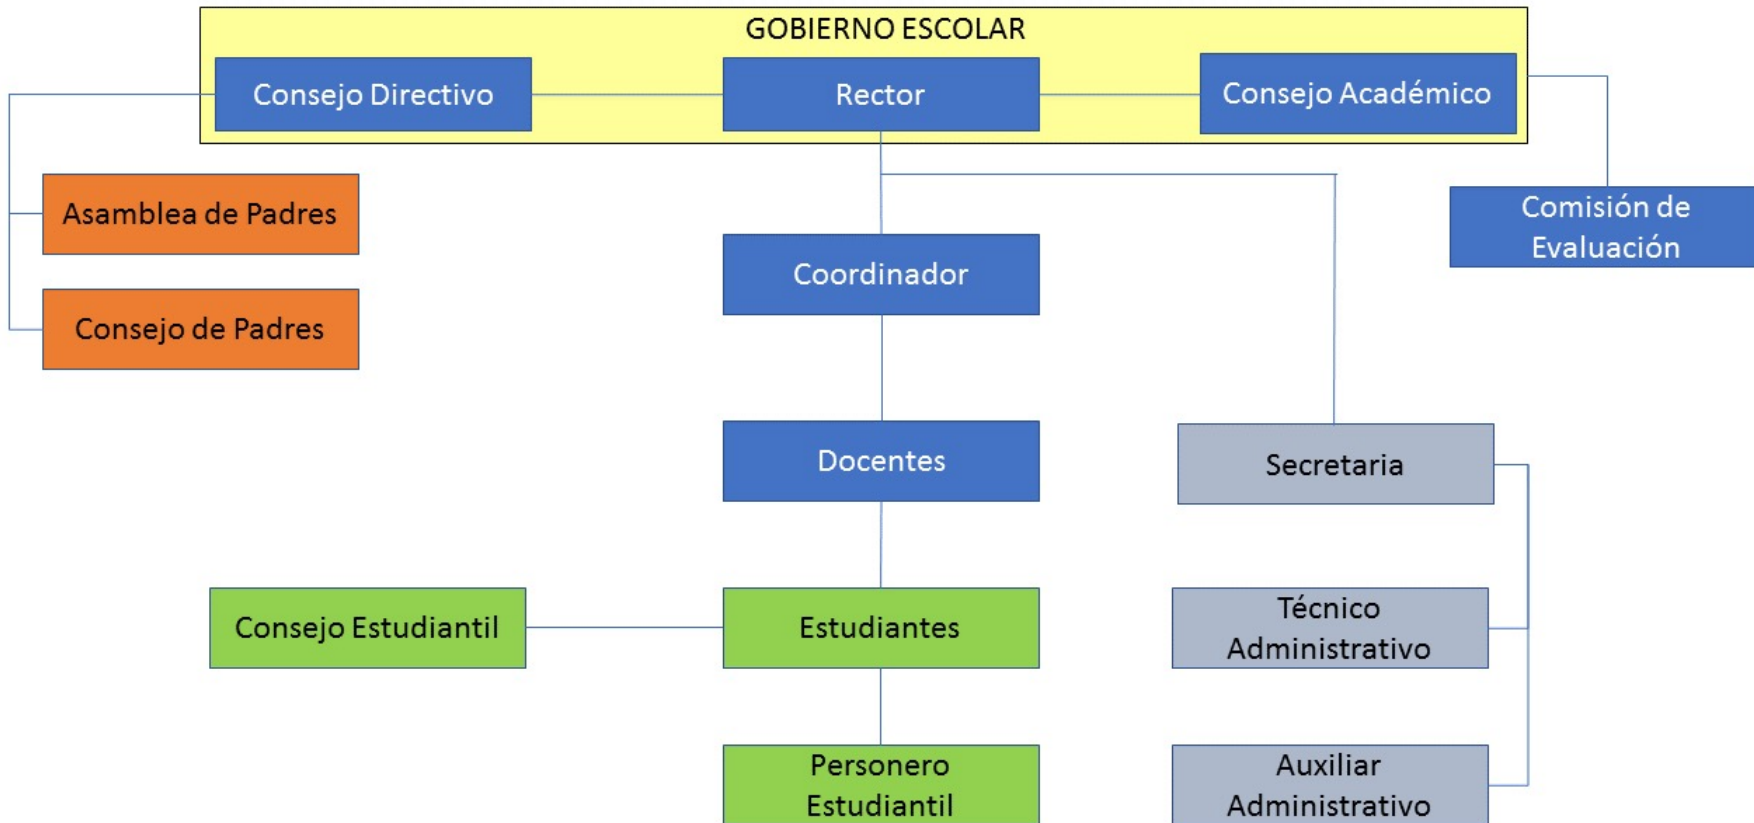 GOBIERNO ESCOLAR
Consejo Directivo
Rector
Consejo Académico
Asamblea de Padres
Comisión de
Evaluación
Coordinador
Consejo de Padres
Docentes
Secretaria
Consejo Estudiantil
Estudiantes
Técnico
Administrativo
Personero
Estudiantil
Auxiliar
Administrativo